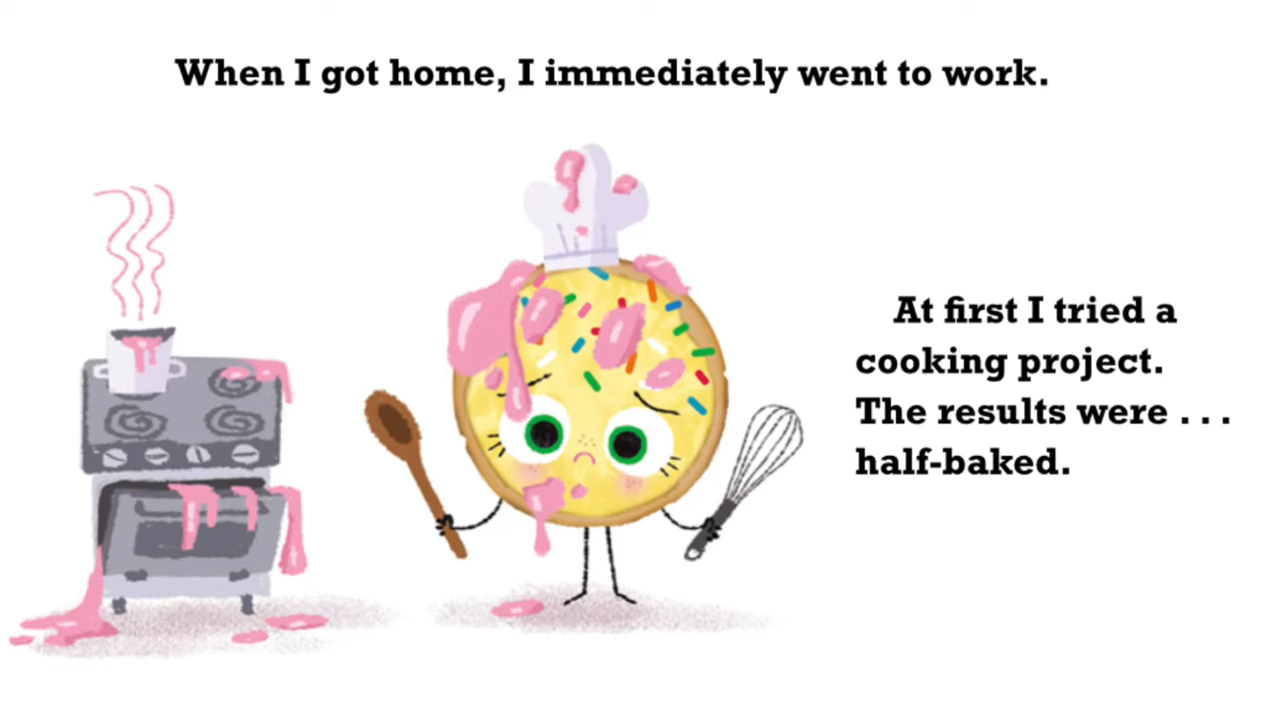 When I got home, I immediately went to work.
At first I tried a
cooking project.
The results were . . .
half-baked.